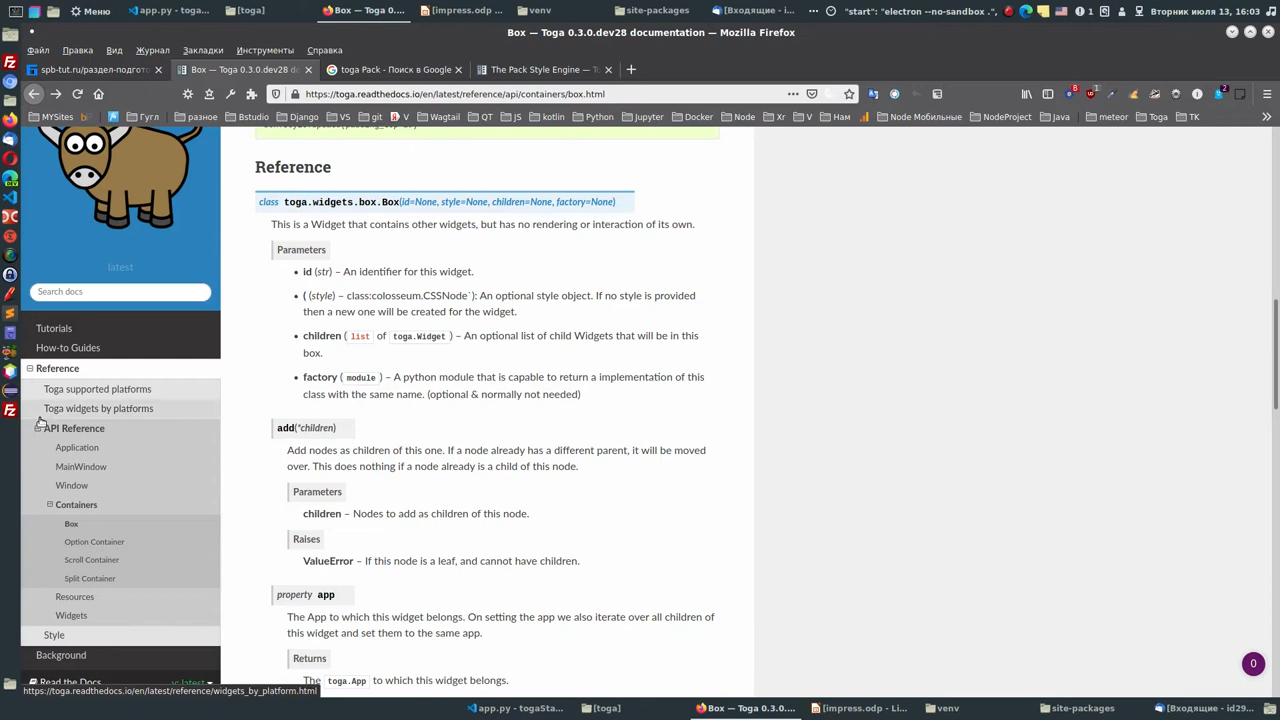 app.py - toga... [toga] Box — Toga 0.3.0.... [impress.odp - L... venv site-packages [Входящие — id... Меню "start": "electron --no-sandbox .", 1 Вторник июля 13, 16:03
Box — Toga 0.3.0.dev28 documentation — Mozilla Firefox
Файл Правка Вид Журнал Закладки Инструменты Справка
spb-tut.ru/раздел-подгото Box — Toga 0.3.0.dev28 do toga Pack - Поиск в Google The Pack Style Engine — To
https://toga.readthedocs.io/en/latest/reference/api/containers/box.html
MYSites Гугл разное Bstudio Django VS git V Wagtail QT JS kotlin Python Jupyter Docker Node Xr V Нам Node Мобильные NodeProject Java meteor Toga TK
Reference
class toga.widgets.box.Box(id=None, style=None, children=None, factory=None)
This is a Widget that contains other widgets, but has no rendering or interaction of its own.
Parameters
• id (str) – An identifier for this widget.
• ( (style) – class:colosseum.CSSNode`): An optional style object. If no style is provided
then a new one will be created for the widget.
• children ( list of toga.Widget ) – An optional list of child Widgets that will be in this
box.
• factory ( module ) – A python module that is capable to return a implementation of this
class with the same name. (optional & normally not needed)
add(*children)
Add nodes as children of this one. If a node already has a different parent, it will be moved
over. This does nothing if a node already is a child of this node.
Parameters
children – Nodes to add as children of this node.
Raises
ValueError – If this node is a leaf, and cannot have children.
property app
The App to which this widget belongs. On setting the app we also iterate over all children of
this widget and set them to the same app.
Returns
The toga.App to which this widget belongs.
latest
Search docs
Tutorials
How-to Guides
Reference
Toga supported platforms
Toga widgets by platforms
API Reference
Application
MainWindow
Window
Containers
Box
Option Container
Scroll Container
Split Container
Resources
Widgets
Style
Background
Read the Docs v: latest
https://toga.readthedocs.io/en/latest/reference/widgets_by_platform.html
0
app.py — togaSta... [toga] Box — Toga 0.3.0.... [impress.odp — Li... venv site-packages [Входящие — id29...